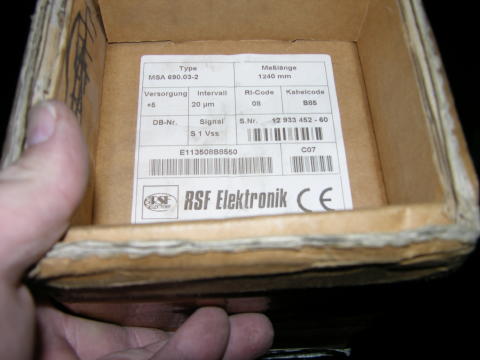 Type Meßlänge
MSA 690.03-2 1240 mm
Versorgung Intervall RI-Code Kabelcode
+5 20 µm 08 B85
DB-Nr. Signal S.Nr. 12 933 452 - 60
S 1 Vss
E113508B8550 C07
RSF RSF Elektronik CE